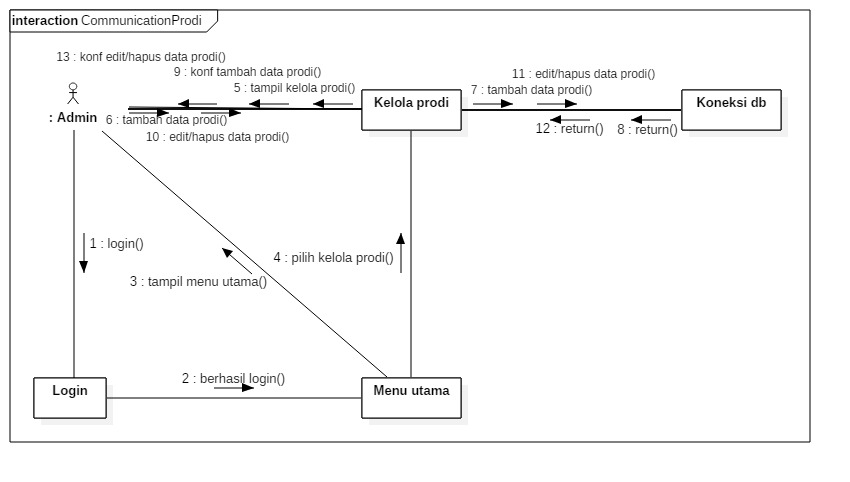 interaction CommunicationProdi
13 : konf edit/hapus data prodi()
9 : konf tambah data prodi()
11 : edit/hapus data prodi()
5 : tampil kelola prodi()
7 : tambah data prodi()
Kelola prodi
Koneksi db
: Admin
6 : tambah data prodi()
12 : return()
8 : return()
10 : edit/hapus data prodi()
1 : login()
4 : pilih kelola prodi()
3 : tampil menu utama()
2 : berhasil login()
Login
Menu utama